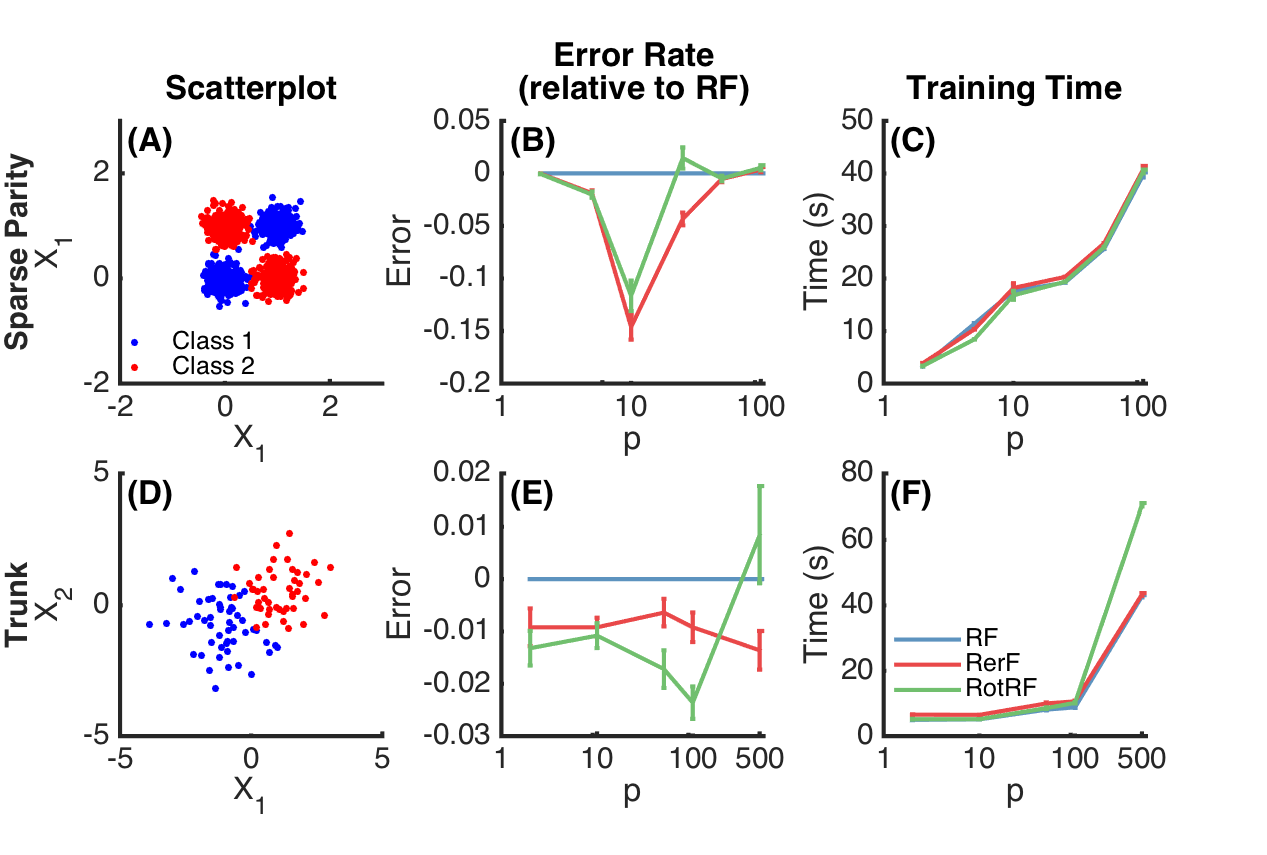 Scatterplot
Error Rate
(relative to RF)
Training Time
Sparse Parity
(A)
X1
2
0
-2
Class 1
Class 2
-2 0 2
X1
(B)
Error
0.05
0
-0.05
-0.1
-0.15
-0.2
1 10 100
p
(C)
Time (s)
50
40
30
20
10
0
1 10 100
p
Trunk
(D)
X2
5
0
-5
-5 0 5
X1
(E)
Error
0.02
0.01
0
-0.01
-0.02
-0.03
1 10 100 500
p
(F)
Time (s)
80
60
40
20
0
RF
RerF
RotRF
1 10 100 500
p